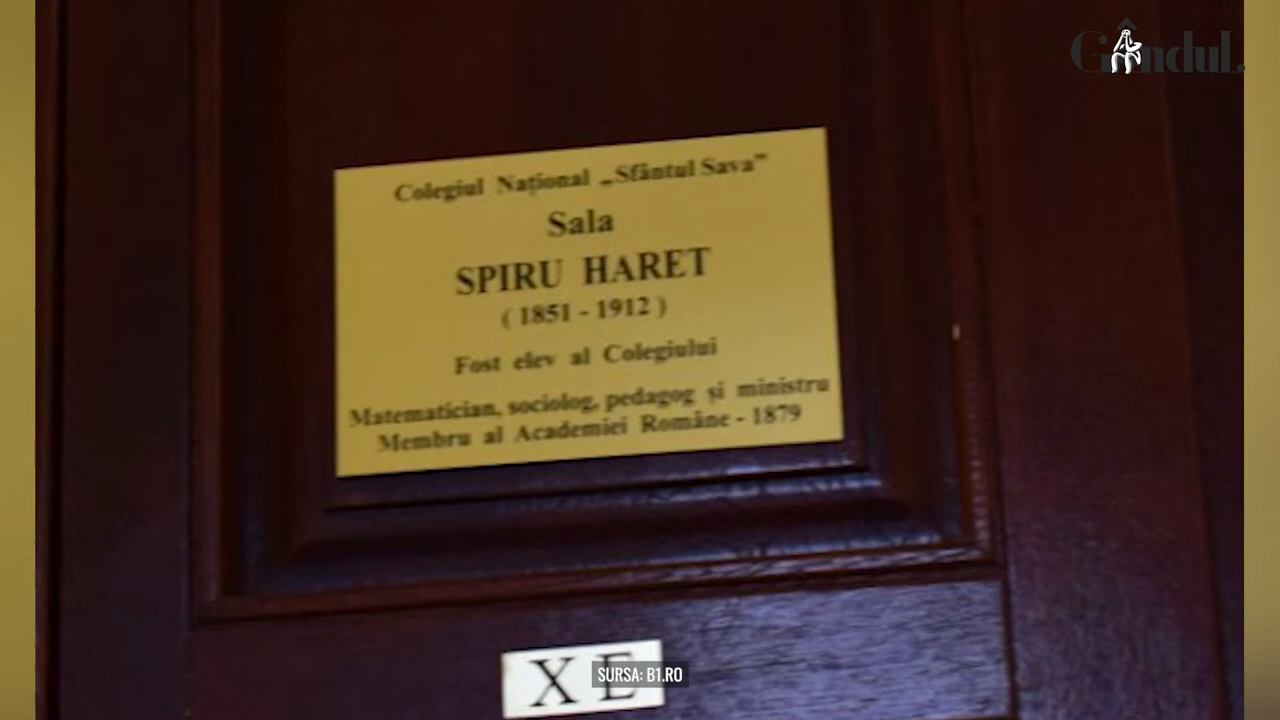 Gândul.
Colegiul Național „Sfântul Sava”
Sala
SPIRU HARET
( 1851 - 1912 )
Fost elev al Colegiului
Matematician, sociolog, pedagog și ministru
Membru al Academiei Române - 1879
X E
SURSA: B1.RO